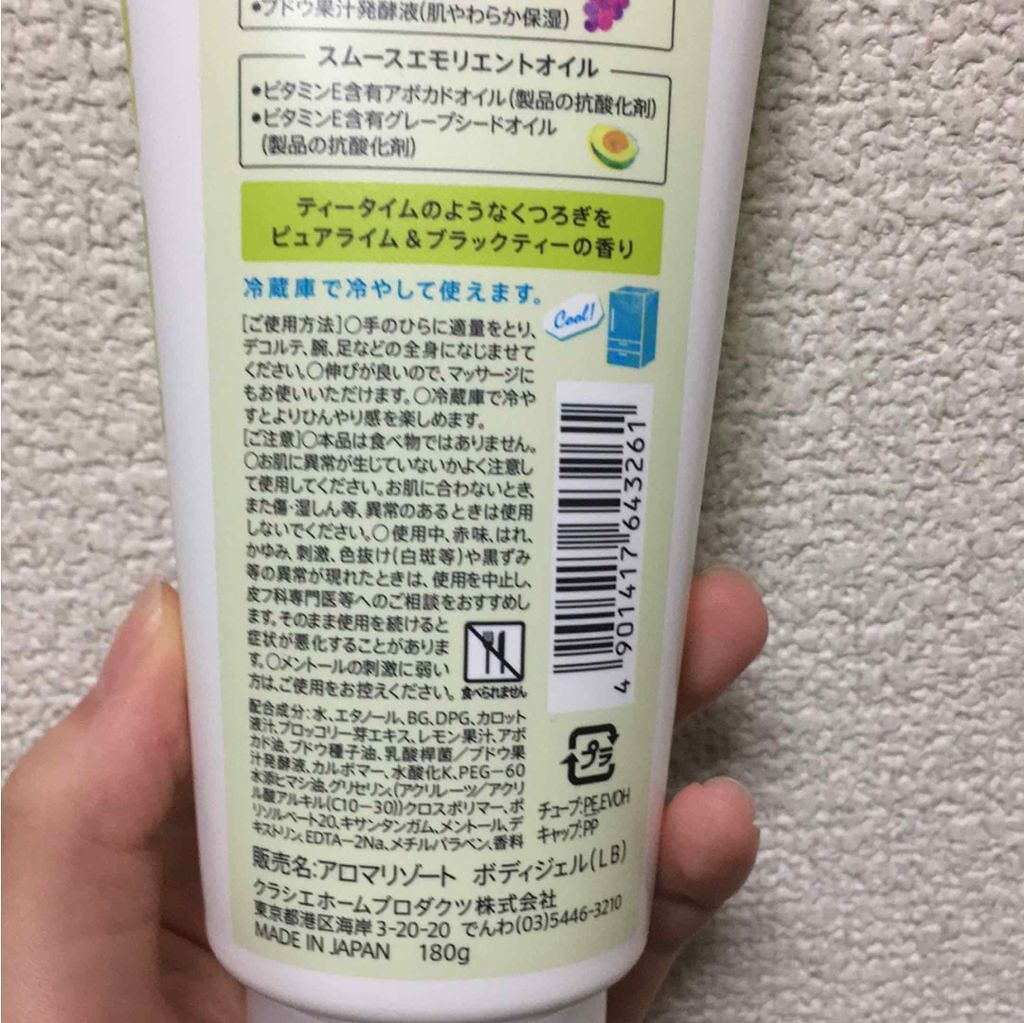 •ブドウ果汁発酵液(肌やわらか保湿)
スムースエモリエントオイル
•ビタミンE含有アボカドオイル(製品の抗酸化剤)
•ビタミンE含有グレープシードオイル
(製品の抗酸化剤)
ティータイムのようなくつろぎを
ピュアライム&ブラックティーの香り
冷蔵庫で冷やして使えます。
Cool!
[ご使用方法]○手のひらに適量をとり、
デコルテ、腕、足などの全身になじませて
ください。○伸びが良いので、マッサージに
もお使いいただけます。○冷蔵庫で冷や
すとよりひんやり感を楽しめます。
[ご注意]○本品は食べ物ではありません。
○お肌に異常が生じていないかよく注意し
て使用してください。お肌に合わないとき、
また傷・湿しん等、異常のあるときは使用
しないでください。○使用中、赤味、はれ、
かゆみ、刺激、色抜け(白斑等)や黒ずみ
等の異常が現れたときは、使用を中止し、
皮フ科専門医等へのご相談をおすすめし
ます。そのまま使用を続けると
症状が悪化することがありま
す。○メントールの刺激に弱い
方は、ご使用をお控えください。
食べられません
4 901417 643261
配合成分:水、エタノール、BG、DPG、カロット
液汁、ブロッコリー芽エキス、レモン果汁、アボ
カド油、ブドウ種子油、乳酸桿菌/ブドウ果
汁発酵液、カルボマー、水酸化K、PEG-60
水添ヒマシ油、グリセリン、(アクリレーツ/アクリ
ル酸アルキル(C10-30))クロスポリマー、ポ
リソルベート20、キサンタンガム、メントール、デ
キストリン、EDTA-2Na、メチルパラベン、香料
プラ
チューブ:PE,EVOH
キャップ:PP
販売名:アロマリゾート ボディジェル(LB)
クラシエホームプロダクツ株式会社
東京都港区海岸3-20-20 でんわ(03)5446-3210
MADE IN JAPAN 180g